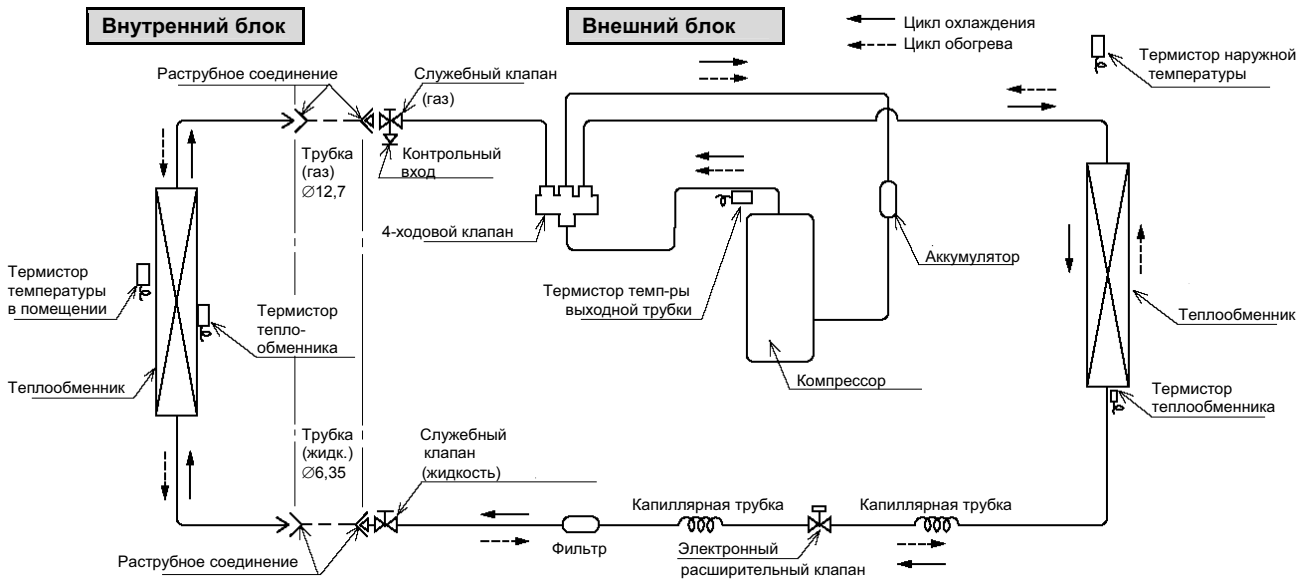 Внутренний блок
Внешний блок
Цикл охлаждения
Цикл обогрева
Термистор наружной
температуры
Раструбное соединение
Служебный клапан
(газ)
Трубка
(газ)
∅12,7
Контрольный
вход
4-ходовой клапан
Аккумулятор
Термистор
температуры
в помещении
Термистор
тепло-
обменника
Термистор темп-ры
выходной трубки
Теплообменник
Теплообменник
Компрессор
Термистор
теплообменника
Трубка
(жидк.)
∅6,35
Служебный
клапан
(жидкость)
Капиллярная трубка
Капиллярная трубка
Раструбное соединение
Фильтр
Электронный
расширительный клапан